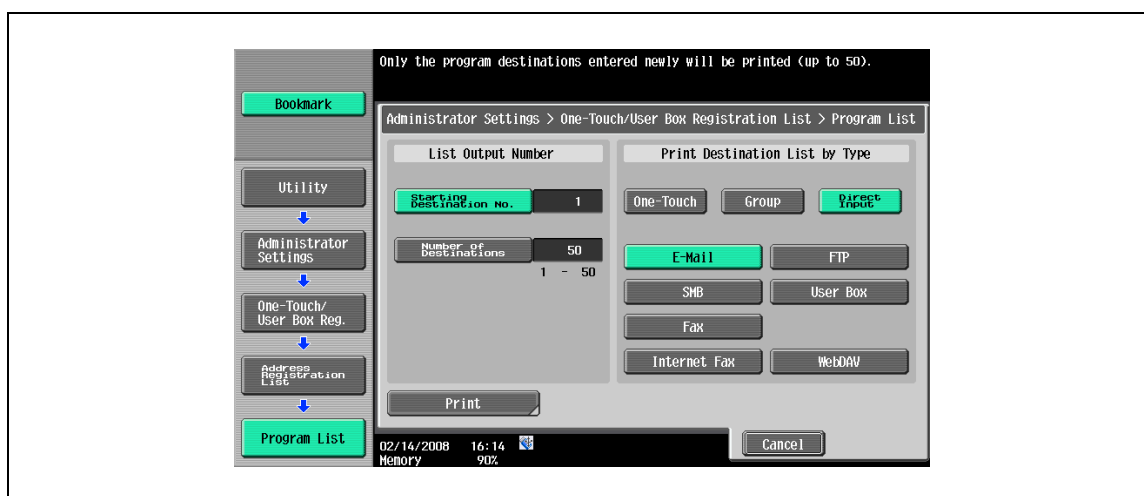 Only the program destinations entered newly will be printed (up to 50).
Bookmark
Administrator Settings > One-Touch/User Box Registration List > Program List
List Output Number
Print Destination List by Type
Utility
Starting
Destination No.
1
One-Touch
Group
Direct
Input
Administrator
Settings
Number of
Destinations
50
1 - 50
E-Mail
FTP
SMB
User Box
One-Touch/
User Box Reg.
Fax
Internet Fax
WebDAV
Address
Registration
List
Print
Program List
02/14/2008 16:14
Memory 90%
Cancel